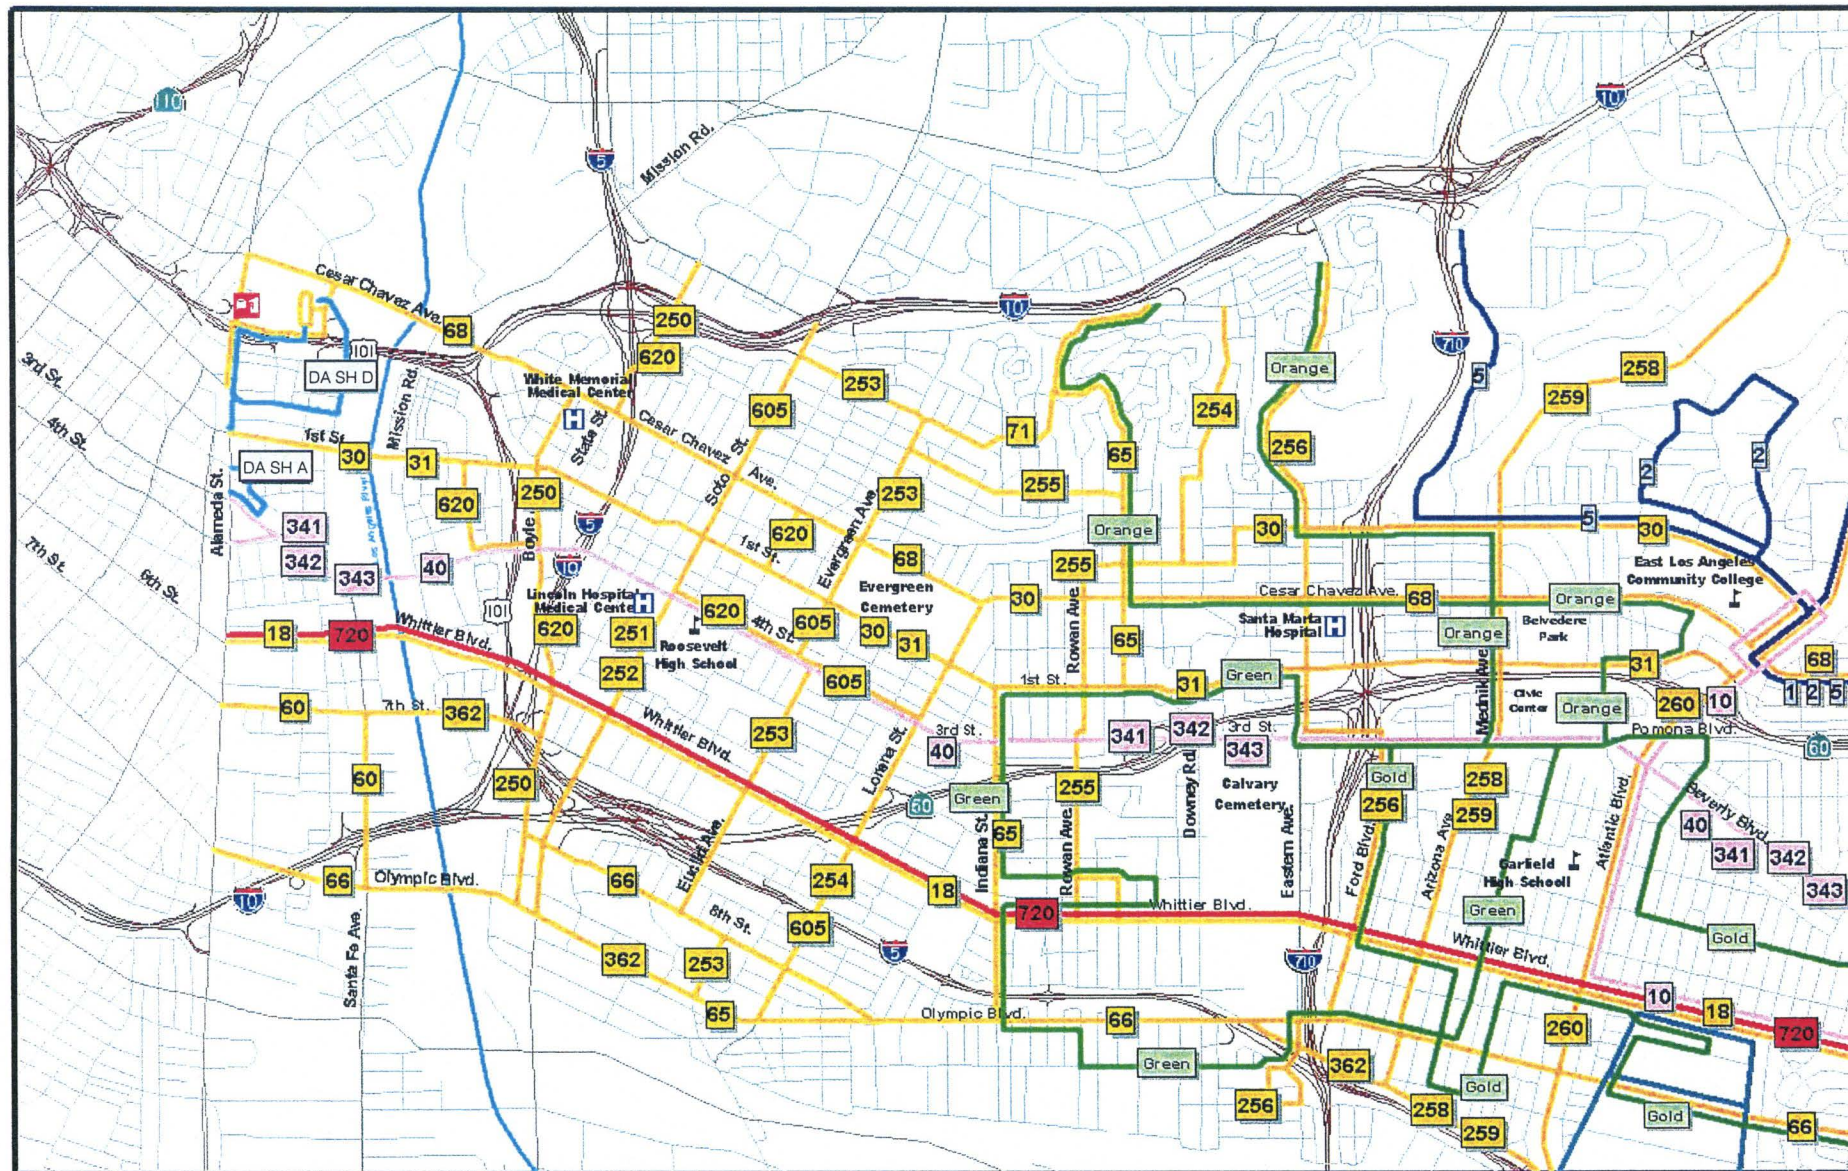 10
110
5
Mission Rd.
Cesar Chavez Ave.
68
250
10
710
258
259
5
101
DA SH D
620
3rd St.
White Memorial
Medical Center
H
State St.
605
253
Orange
254
256
71
65
2
2
Mission Rd.
4th St.
1st St.
30
31
Cesar Chavez Ave.
Soto St.
DA SH A
Alameda St.
620
250
Boyle
253
255
Evergreen Ave.
Orange
341
342
343
40
5
10
620
1st St.
68
30
5
30
255
East Los Angeles
Community College
7th St.
6th St.
101
Lincoln Hospital
H
620
4th St.
605
Evergreen
Cemetery
30
Rowan Ave.
Cesar Chavez Ave.
68
Orange
18
720
Whittier Blvd.
620
251
Roosevelt
High School
30
31
65
Santa Marta
Hospital
H
Orange
Belvedere
Park
252
605
1st St.
31
Green
31
68
60
7th St.
362
Whittier Blvd.
253
Lorena St.
40
3rd St.
341
342
3rd St.
343
Mednik Ave.
Civic
Center
Orange
260
10
1
2
5
Pomona Blvd.
60
60
250
60
Green
255
Downey Rd.
Calvary
Cemetery
Gold
256
258
259
Atlantic Blvd.
Beverly Blvd.
40
341
342
343
65
Indiana St.
Rowan Ave.
Eastern Ave.
Ford Blvd.
Arizona Ave.
Garfield
High Schooll
66
Olympic Blvd.
10
66
Euclid Ave.
254
18
720
Whittier Blvd.
Green
Gold
8th St.
605
Santa Fe Ave.
362
253
5
710
Whittier Blvd.
10
18
720
65
Olympic Blvd.
66
260
Green
362
Gold
256
258
259
Gold
66